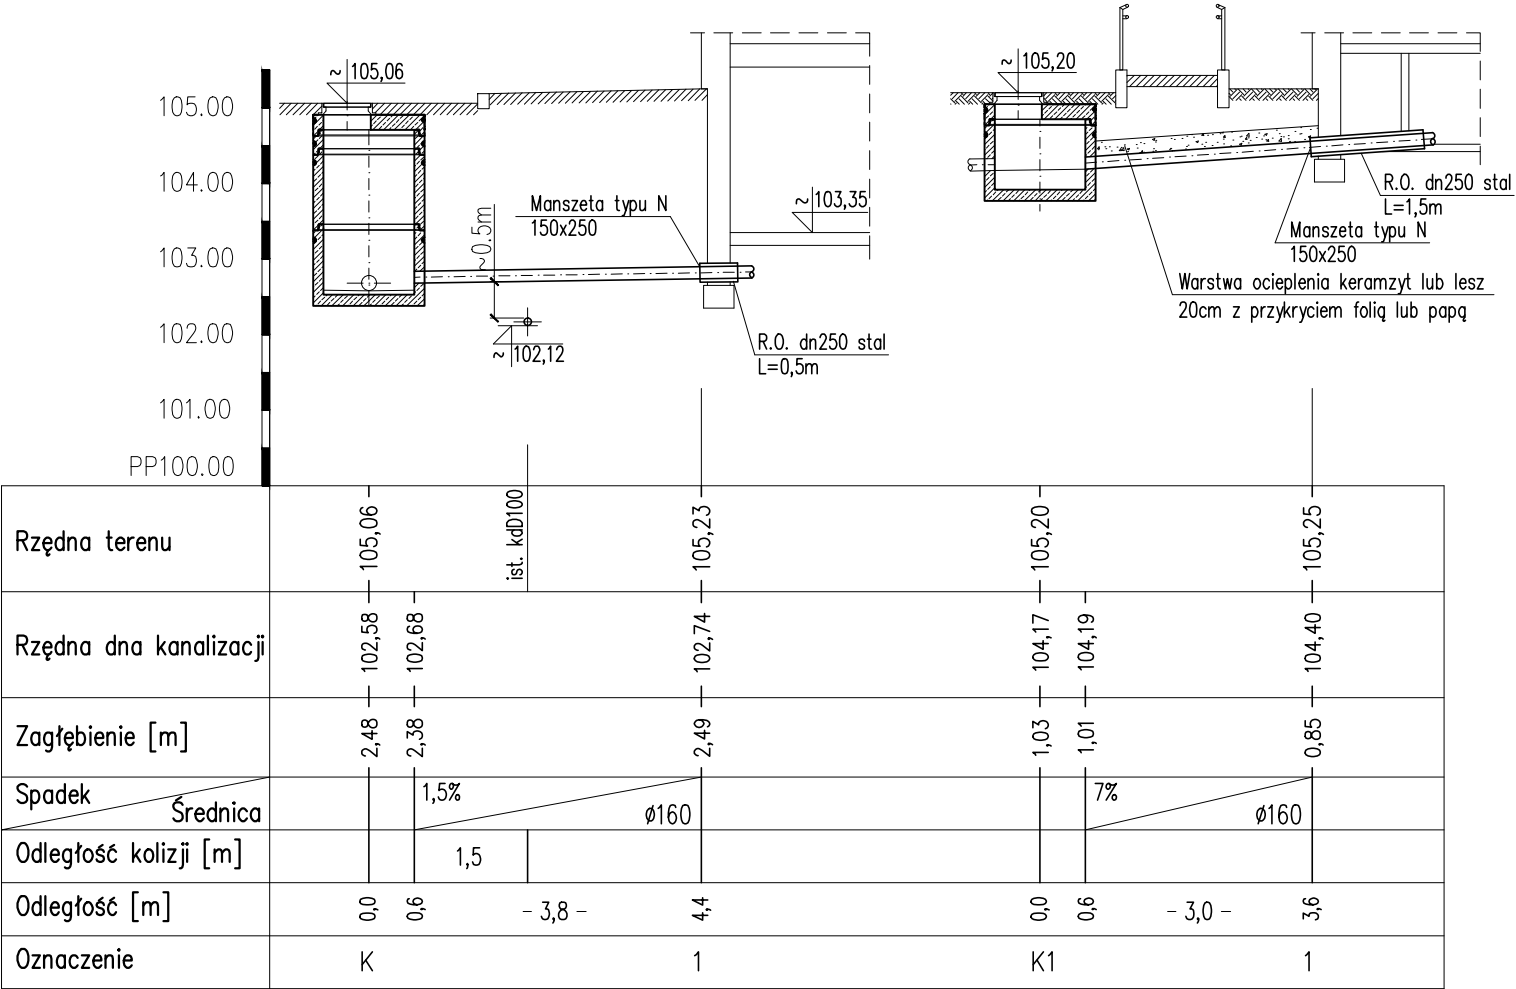 ~ 105,06
~ 105,20
105.00
104.00
103.00
102.00
101.00
PP100.00
Manszeta typu N
150x250
~ 103,35
~0.5m
~ 102,12
R.O. dn250 stal
L=0,5m
R.O. dn250 stal
L=1,5m
Manszeta typu N
150x250
Warstwa ocieplenia keramzyt lub lesz
20cm z przykryciem folią lub papą
Rzędna terenu
105,06
ist. kdD100
105,23
105,20
105,25
Rzędna dna kanalizacji
102,58
102,68
102,74
104,17
104,19
104,40
Zagłębienie [m]
2,48
2,38
2,49
1,03
1,01
0,85
Spadek
Średnica
1,5%
ø160
7%
ø160
Odległość kolizji [m]
1,5
Odległość [m]
0,0
0,6
- 3,8 -
4,4
0,0
0,6
- 3,0 -
3,6
Oznaczenie
K
1
K1
1